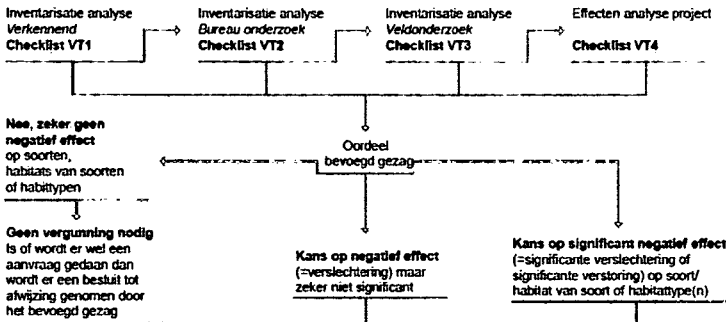 Inventarisatie analyse
Verkennend
Checklist VT1
Inventarisatie analyse
Bureau onderzoek
Checklist VT2
Inventarisatie analyse
Veldonderzoek
Checklist VT3
Effecten analyse project
Checklist VT4
Oordeel
bevoegd gezag
Nee, zeker geen
negatief effect
op soorten,
habitats van soorten
of habittypen
Geen vergunning nodig
Is of wordt er wel een
aanvraag gedaan dan
wordt er een besluit tot
afwijzing genomen door
het bevoegd gezag
Kans op negatief effect
(=verslechtering) maar
zeker niet significant
Kans op significant negatief effect
(=significante verslechtering of
significante verstoring) op soort/
habitat van soort of habitattype(n)